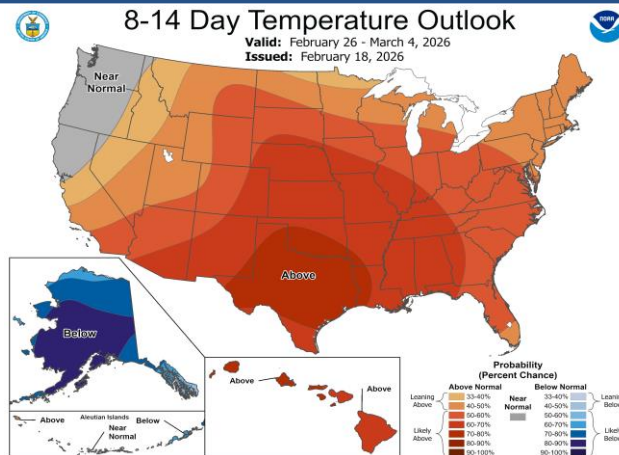 8-14 Day Temperature Outlook
Valid: February 26 - March 4, 2026
Issued: February 18, 2026
NOAA
Near
Normal
Above
Below
Above
Aleutian Islands
Near
Normal
Below
Above
Above
Probability
(Percent Chance)
Above Normal
Near
Normal
Below Normal
Leaning
Above
Likely
Above
33-40%
40-50%
50-60%
60-70%
70-80%
80-90%
90-100%
33-40%
40-50%
50-60%
60-70%
70-80%
80-90%
90-100%